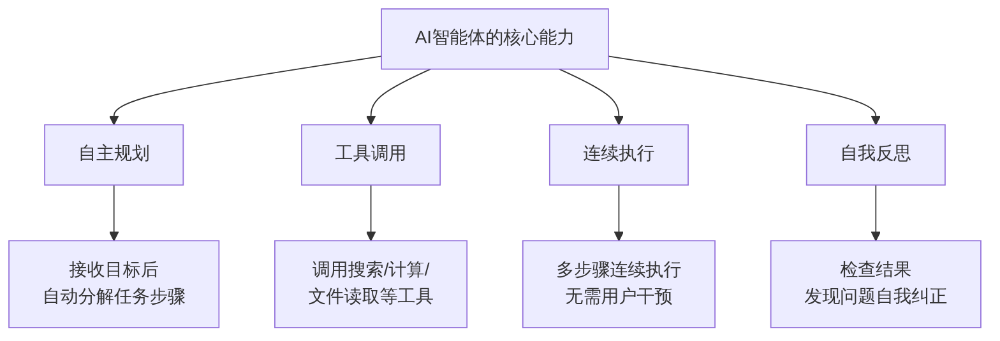 AI智能体的核心能力
自主规划
工具调用
连续执行
自我反思
接收目标后
自动分解任务步骤
调用搜索/计算/
文件读取等工具
多步骤连续执行
无需用户干预
检查结果
发现问题自我纠正